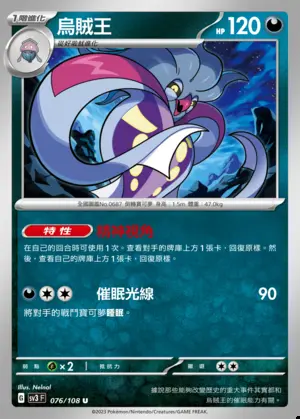 1階進化
烏賊王
HP 120
從好啦魷進化
全國圖鑑No.0687 倒轉寶可夢 身高:1.5m 體重:47.0kg
特性
在自己的回合時可使用1次。查看對手的牌庫上方1張卡,回復原樣。然
後,查看自己的牌庫上方1張卡,回復原樣。
催眠光線 90
將對手的戰鬥寶可夢睡眠。
弱點 ×2 抵抗力 撤退
Illus. Nelnal
G SV3 F 076/108 U
據說那些能夠改變歷史的重大事件其實都和
烏賊王的催眠能力有關。
©2023 Pokémon/Nintendo/Creatures/GAME FREAK.